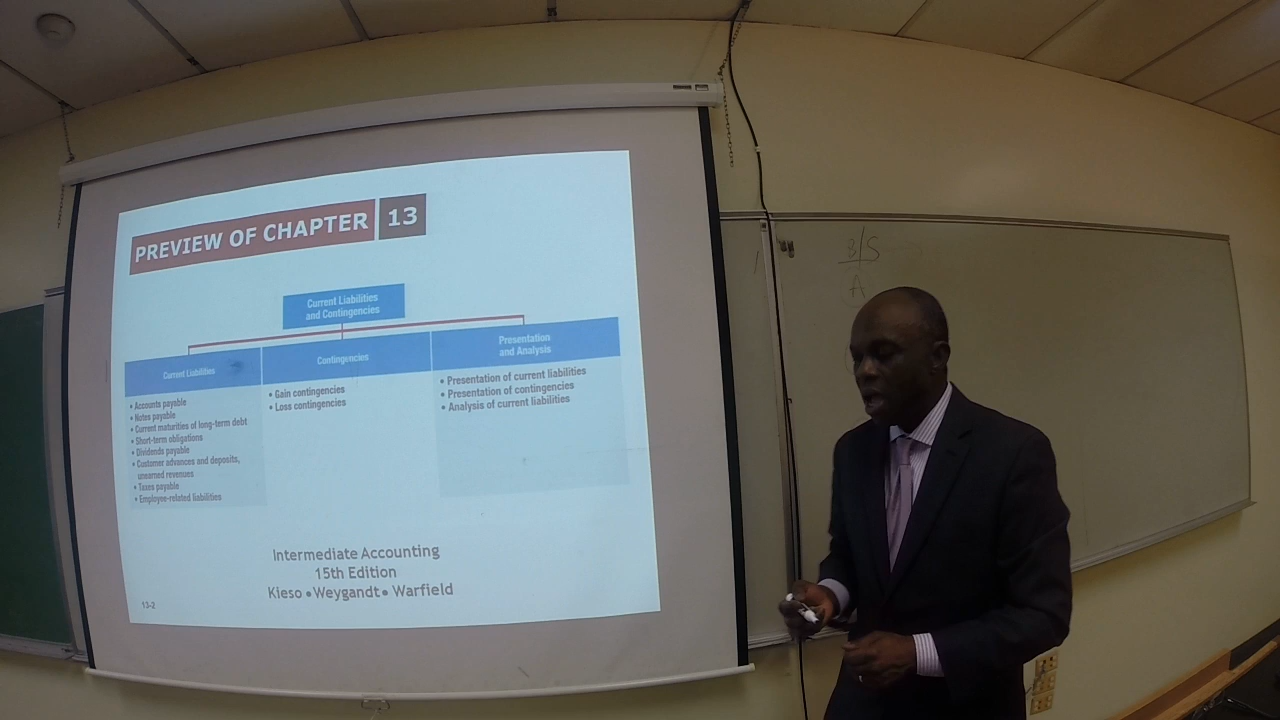 PREVIEW OF CHAPTER 13
Current Liabilities
and Contingencies
Current Liabilities
• Accounts payable
• Notes payable
• Current maturities of long-term debt
• Short-term obligations
• Dividends payable
• Customer advances and deposits,
unearned revenues
• Taxes payable
• Employee-related liabilities
Contingencies
• Gain contingencies
• Loss contingencies
Presentation
and Analysis
• Presentation of current liabilities
• Presentation of contingencies
• Analysis of current liabilities
Intermediate Accounting
15th Edition
Kieso • Weygandt • Warfield
13-2
B/S
A